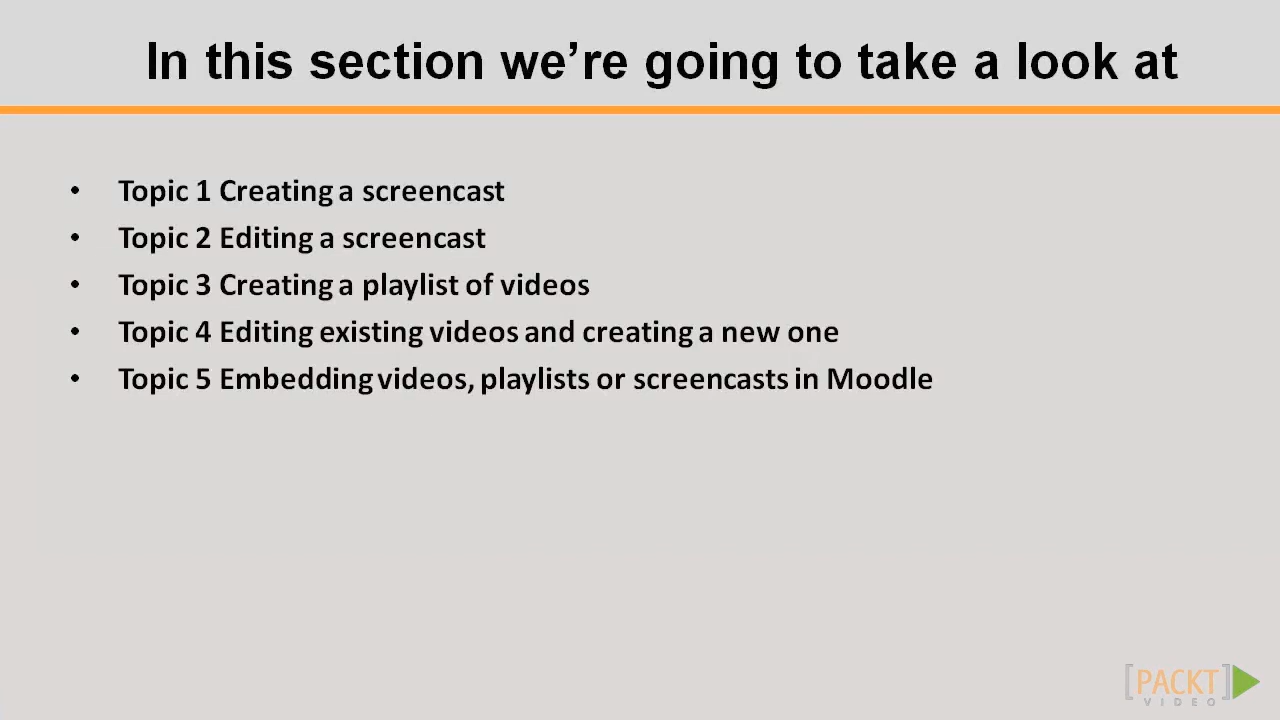 In this section we’re going to take a look at
• Topic 1 Creating a screencast
• Topic 2 Editing a screencast
• Topic 3 Creating a playlist of videos
• Topic 4 Editing existing videos and creating a new one
• Topic 5 Embedding videos, playlists or screencasts in Moodle
[PACKT]
VIDEO